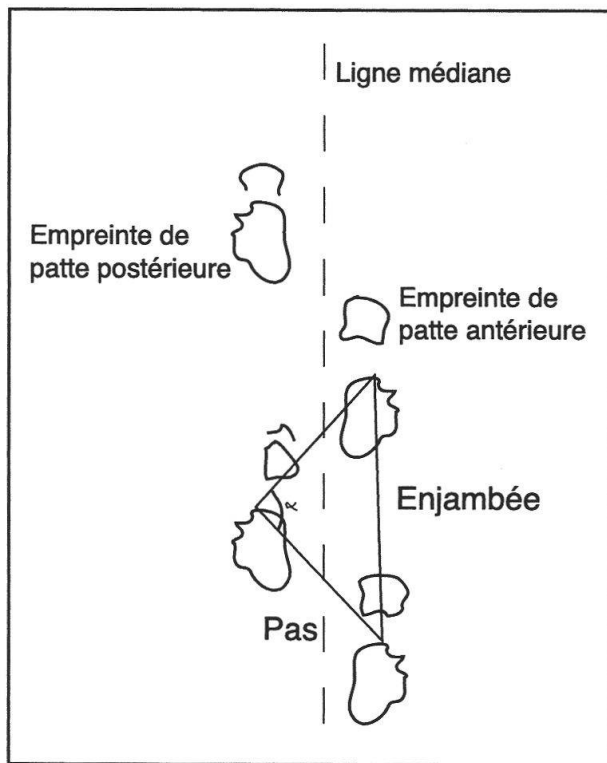 Ligne médiane
Empreinte de
patte postérieure
Empreinte de
patte antérieure
Enjambée
Pas